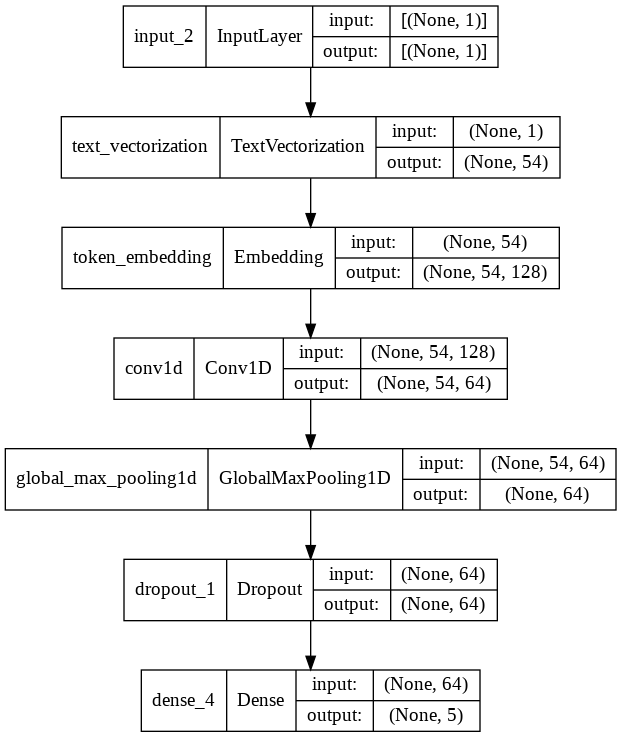 input_2 InputLayer input: [(None, 1)]
output: [(None, 1)]
text_vectorization TextVectorization input: (None, 1)
output: (None, 54)
token_embedding Embedding input: (None, 54)
output: (None, 54, 128)
conv1d Conv1D input: (None, 54, 128)
output: (None, 54, 64)
global_max_pooling1d GlobalMaxPooling1D input: (None, 54, 64)
output: (None, 64)
dropout_1 Dropout input: (None, 64)
output: (None, 64)
dense_4 Dense input: (None, 64)
output: (None, 5)